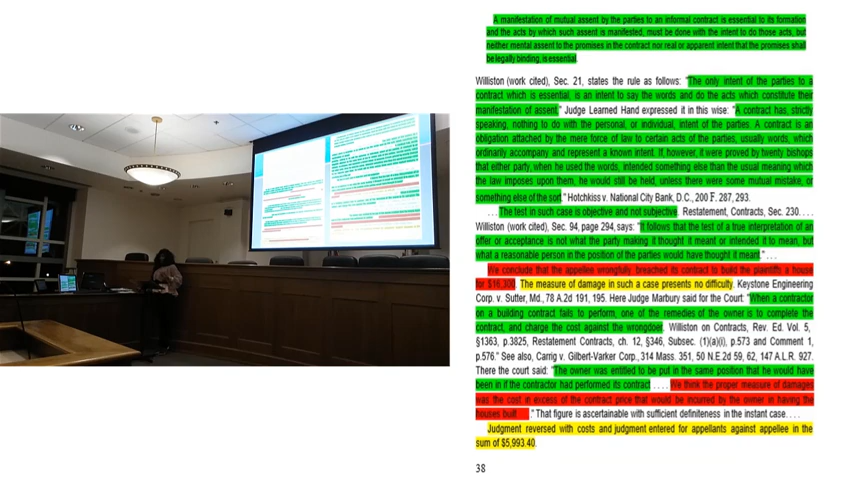 A manifestation of mutual assent by the parties to an informal contract is essential to its formation
and the acts by which such assent is manifested, must be done with the intent to do those acts, but
neither mental assent to the promises in the contract nor real or apparent intent that the promises shall
be legally binding, is essential.
Williston (work cited), Sec. 21, states the rule as follows: "The only intent of the parties to a
contract which is essential, is an intent to say the words and do the acts which constitute their
manifestation of assent." Judge Learned Hand expressed it in this wise: "A contract has, strictly
speaking, nothing to do with the personal, or individual, intent of the parties. A contract is an
obligation attached by the mere force of law to certain acts of the parties, usually words, which
ordinarily accompany and represent a known intent. If, however, it were proved by twenty bishops
that either party, when he used the words, intended something else than the usual meaning which
the law imposes upon them, he would still be held, unless there were some mutual mistake, or
something else of the sort." Hotchkiss v. National City Bank, D.C., 200 F. 287, 293.
. . . The test in such case is objective and not subjective. Restatement, Contracts, Sec. 230. . . .
Williston (work cited), Sec. 94, page 294, says: "It follows that the test of a true interpretation of an
offer or acceptance is not what the party making it thought it meant or intended it to mean, but
what a reasonable person in the position of the parties would have thought it meant." . . .
We conclude that the appellee wrongfully breached its contract to build the plaintiffs a house
for $16,300. The measure of damage in such a case presents no difficulty. Keystone Engineering
Corp. v. Sutter, Md., 78 A.2d 191, 195. Here Judge Marbury said for the Court: "When a contractor
on a building contract fails to perform, one of the remedies of the owner is to complete the
contract, and charge the cost against the wrongdoer. Williston on Contracts, Rev. Ed. Vol. 5,
§1363, p.3825, Restatement Contracts, ch. 12, §346, Subsec. (1)(a)(i), p.573 and Comment 1,
p.576." See also, Carrig v. Gilbert-Varker Corp., 314 Mass. 351, 50 N.E.2d 59, 62, 147 A.L.R. 927.
There the court said: "The owner was entitled to be put in the same position that he would have
been in if the contractor had performed its contract . . . . We think the proper measure of damages
was the cost in excess of the contract price that would be incurred by the owner in having the
houses built . . . ." That figure is ascertainable with sufficient definiteness in the instant case. . . .
Judgment reversed with costs and judgment entered for appellants against appellee in the
sum of $5,993.40.
38